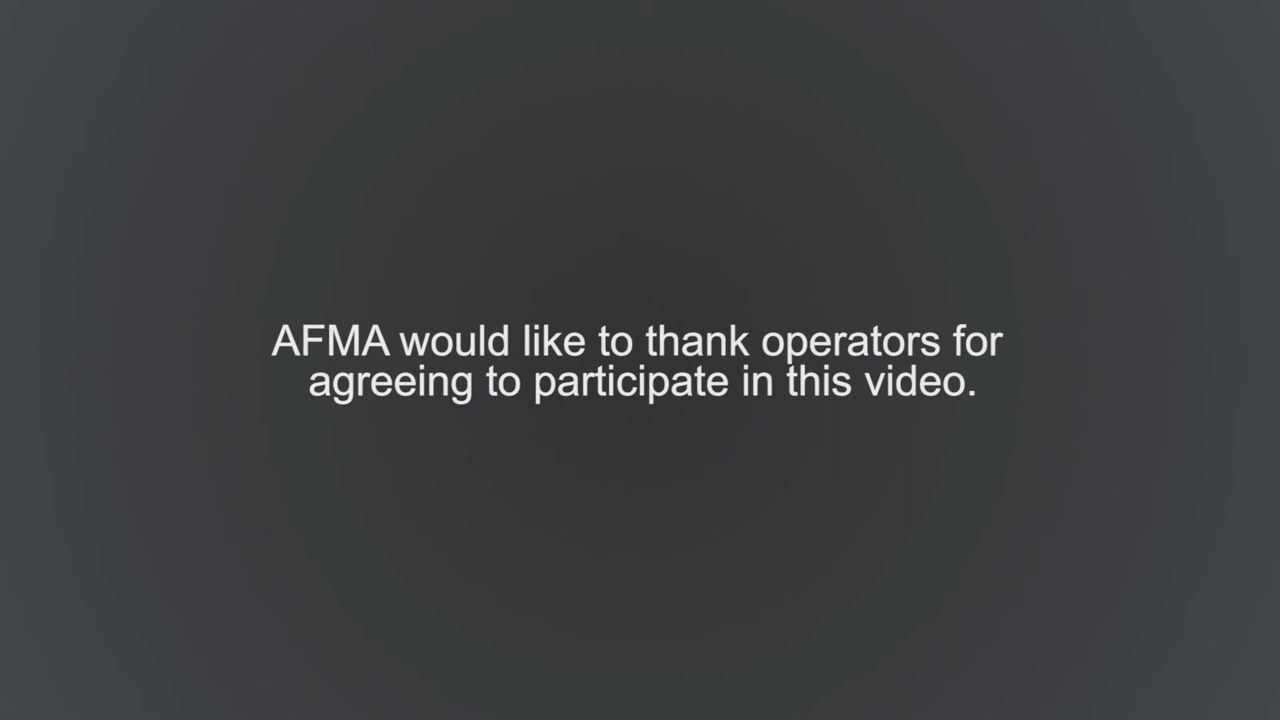 AFMA would like to thank operators for
agreeing to participate in this video.